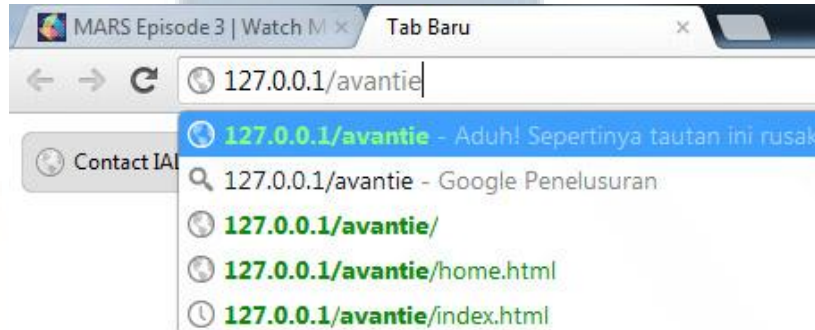 MARS Episode 3 | Watch M
Tab Baru
127.0.0.1/avantie
127.0.0.1/avantie - Aduh! Sepertinya tautan ini rusak
Contact IAL
127.0.0.1/avantie - Google Penelusuran
127.0.0.1/avantie/
127.0.0.1/avantie/home.html
127.0.0.1/avantie/index.html